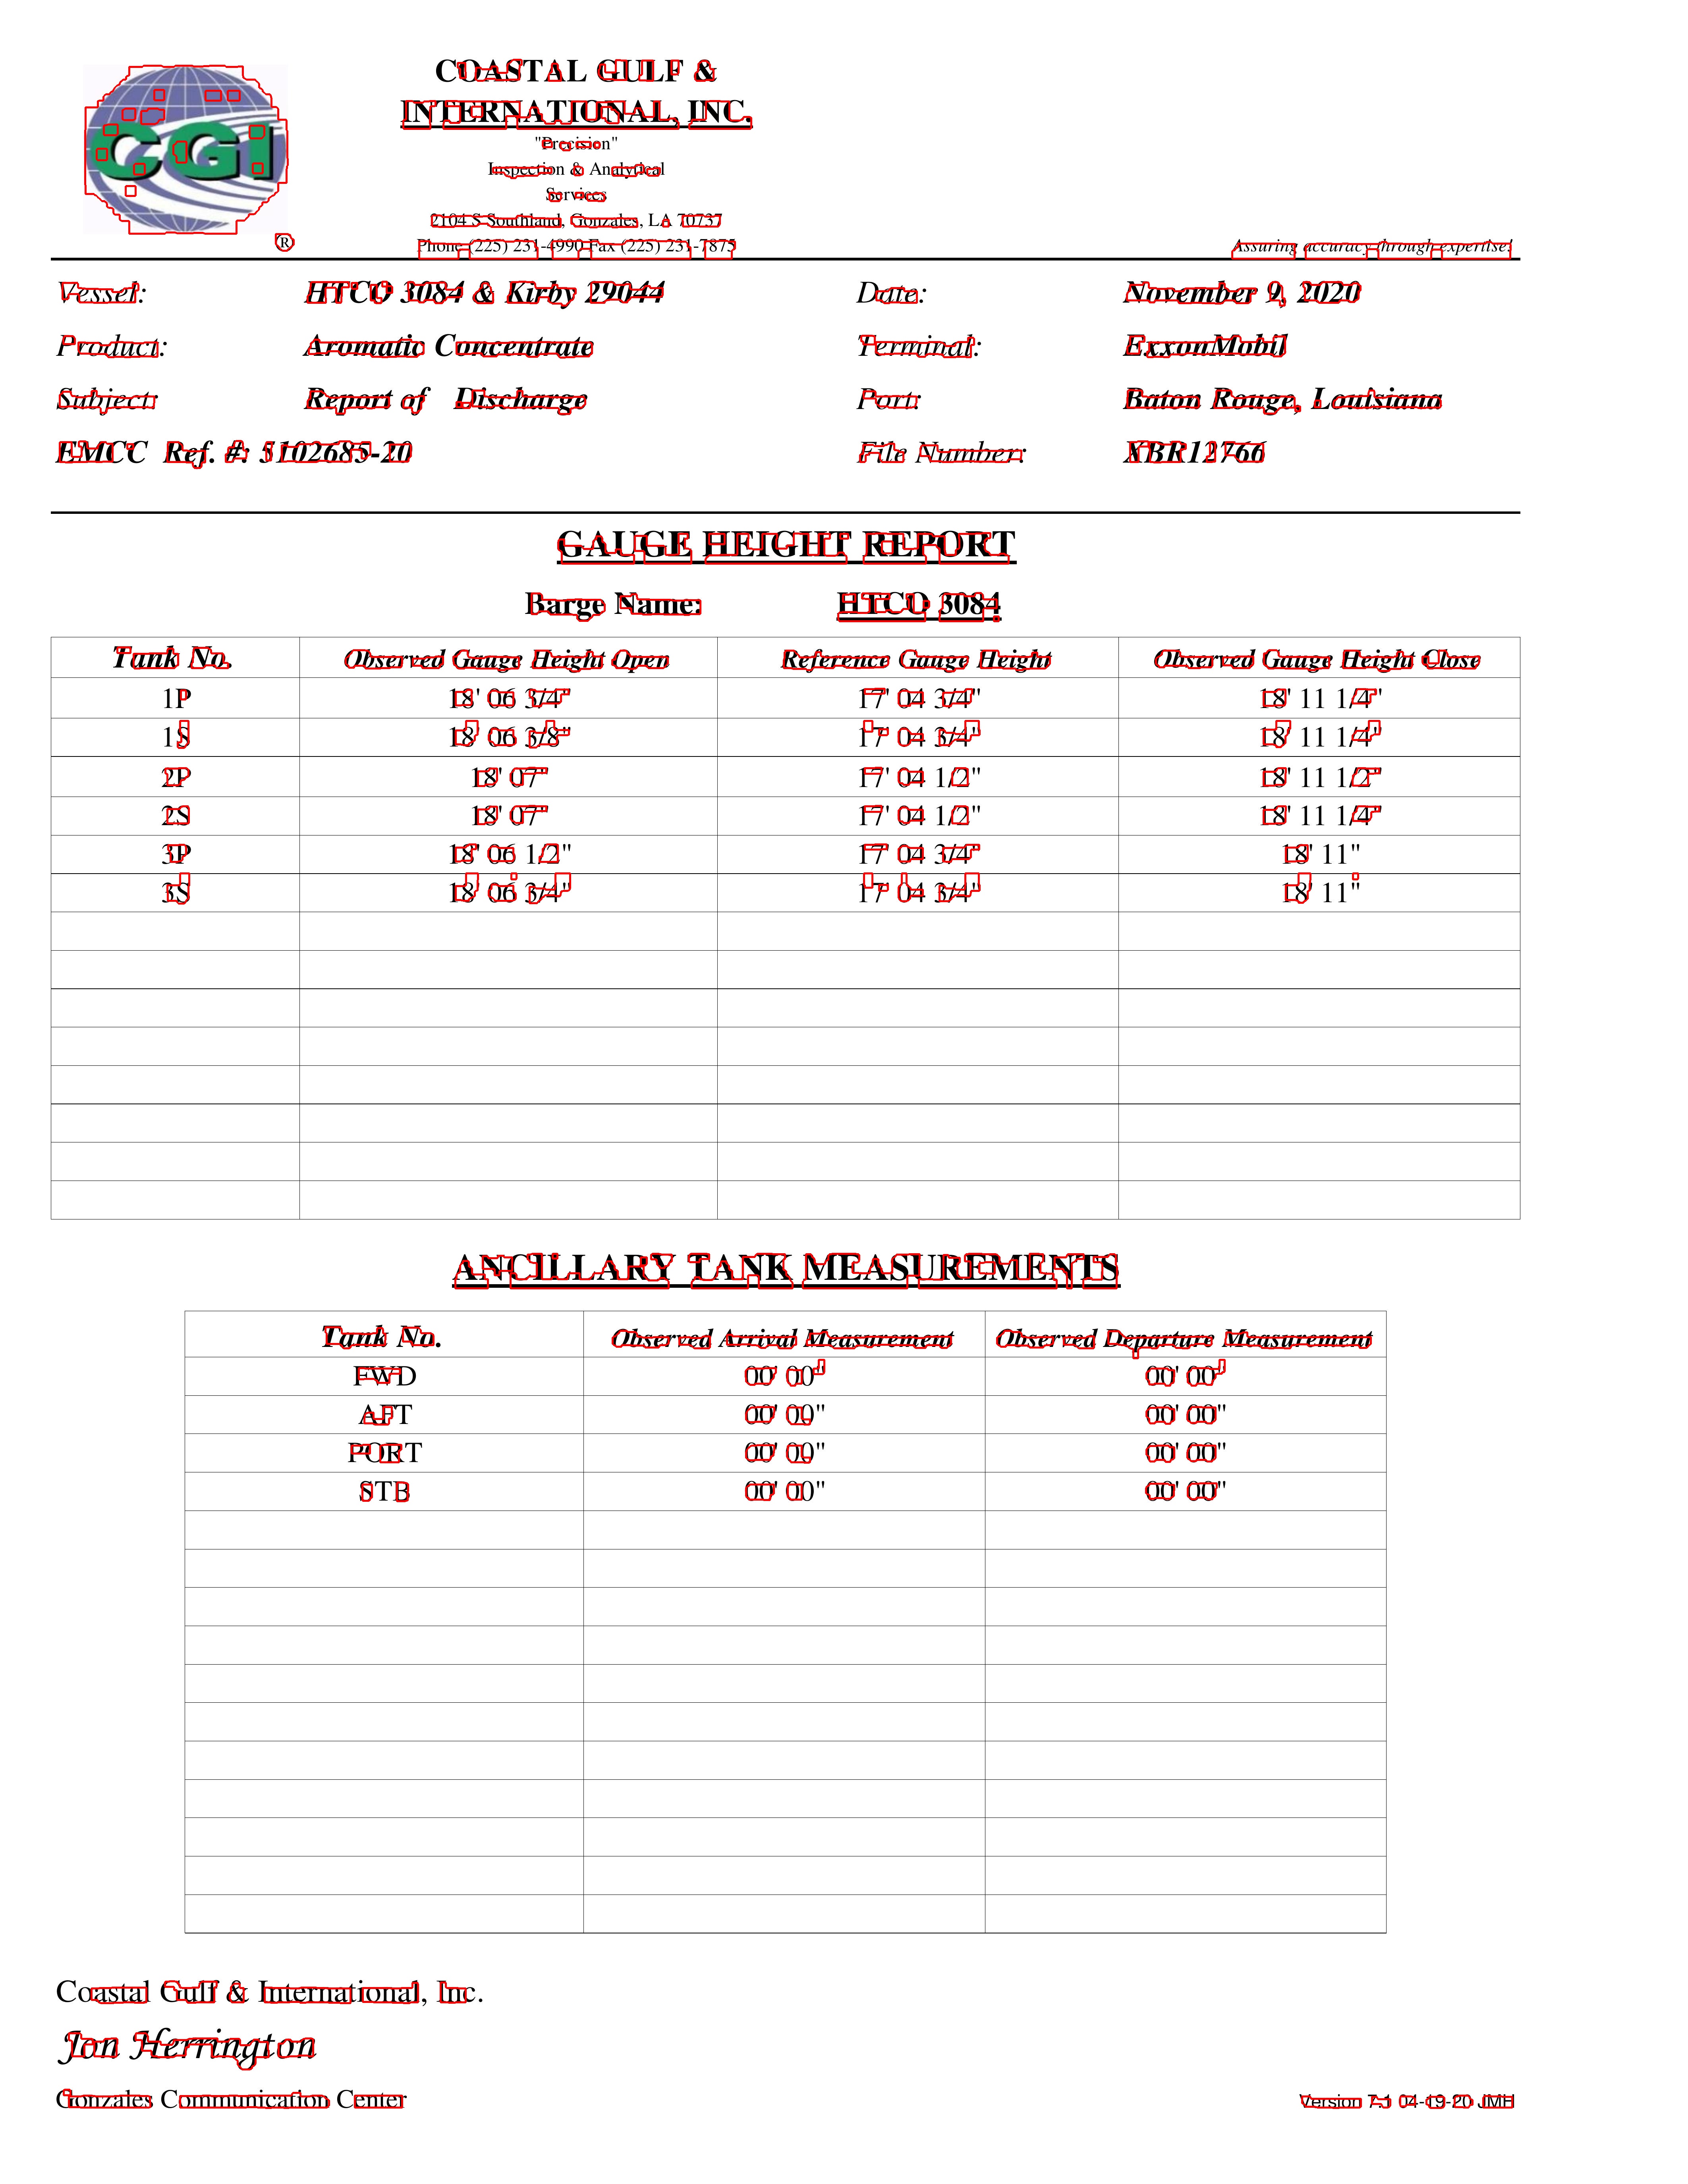 CGI
®
COASTAL GULF &
INTERNATIONAL, INC.
"Precision"
Inspection & Analytical
Services
2104 S Southland, Gonzales, LA 70737
Phone (225) 231-4990 Fax (225) 231-7875
Assuring accuracy through expertise!
Vessel: HTCO 3084 & Kirby 29044 Date: November 9, 2020
Product: Aromatic Concentrate Terminal: ExxonMobil
Subject: Report of Discharge Port: Baton Rouge, Louisiana
EMCC Ref. #: 5102685-20 File Number: XBR12766
GAUGE HEIGHT REPORT
Barge Name: HTCO 3084
Tank No. Observed Gauge Height Open Reference Gauge Height Observed Gauge Height Close
1P 18' 06 3/4" 17' 04 3/4" 18' 11 1/4"
1S 18' 06 3/8" 17' 04 3/4" 18' 11 1/4"
2P 18' 07" 17' 04 1/2" 18' 11 1/2"
2S 18' 07" 17' 04 1/2" 18' 11 1/4"
3P 18' 06 1/2" 17' 04 3/4" 18' 11"
3S 18' 06 3/4" 17' 04 3/4" 18' 11"
ANCILLARY TANK MEASUREMENTS
Tank No. Observed Arrival Measurement Observed Departure Measurement
FWD 00' 00" 00' 00"
AFT 00' 00" 00' 00"
PORT 00' 00" 00' 00"
STB 00' 00" 00' 00"
Coastal Gulf & International, Inc.
Jon Herrington
Gonzales Communication Center
Version 7.1 04-19-20 JMH